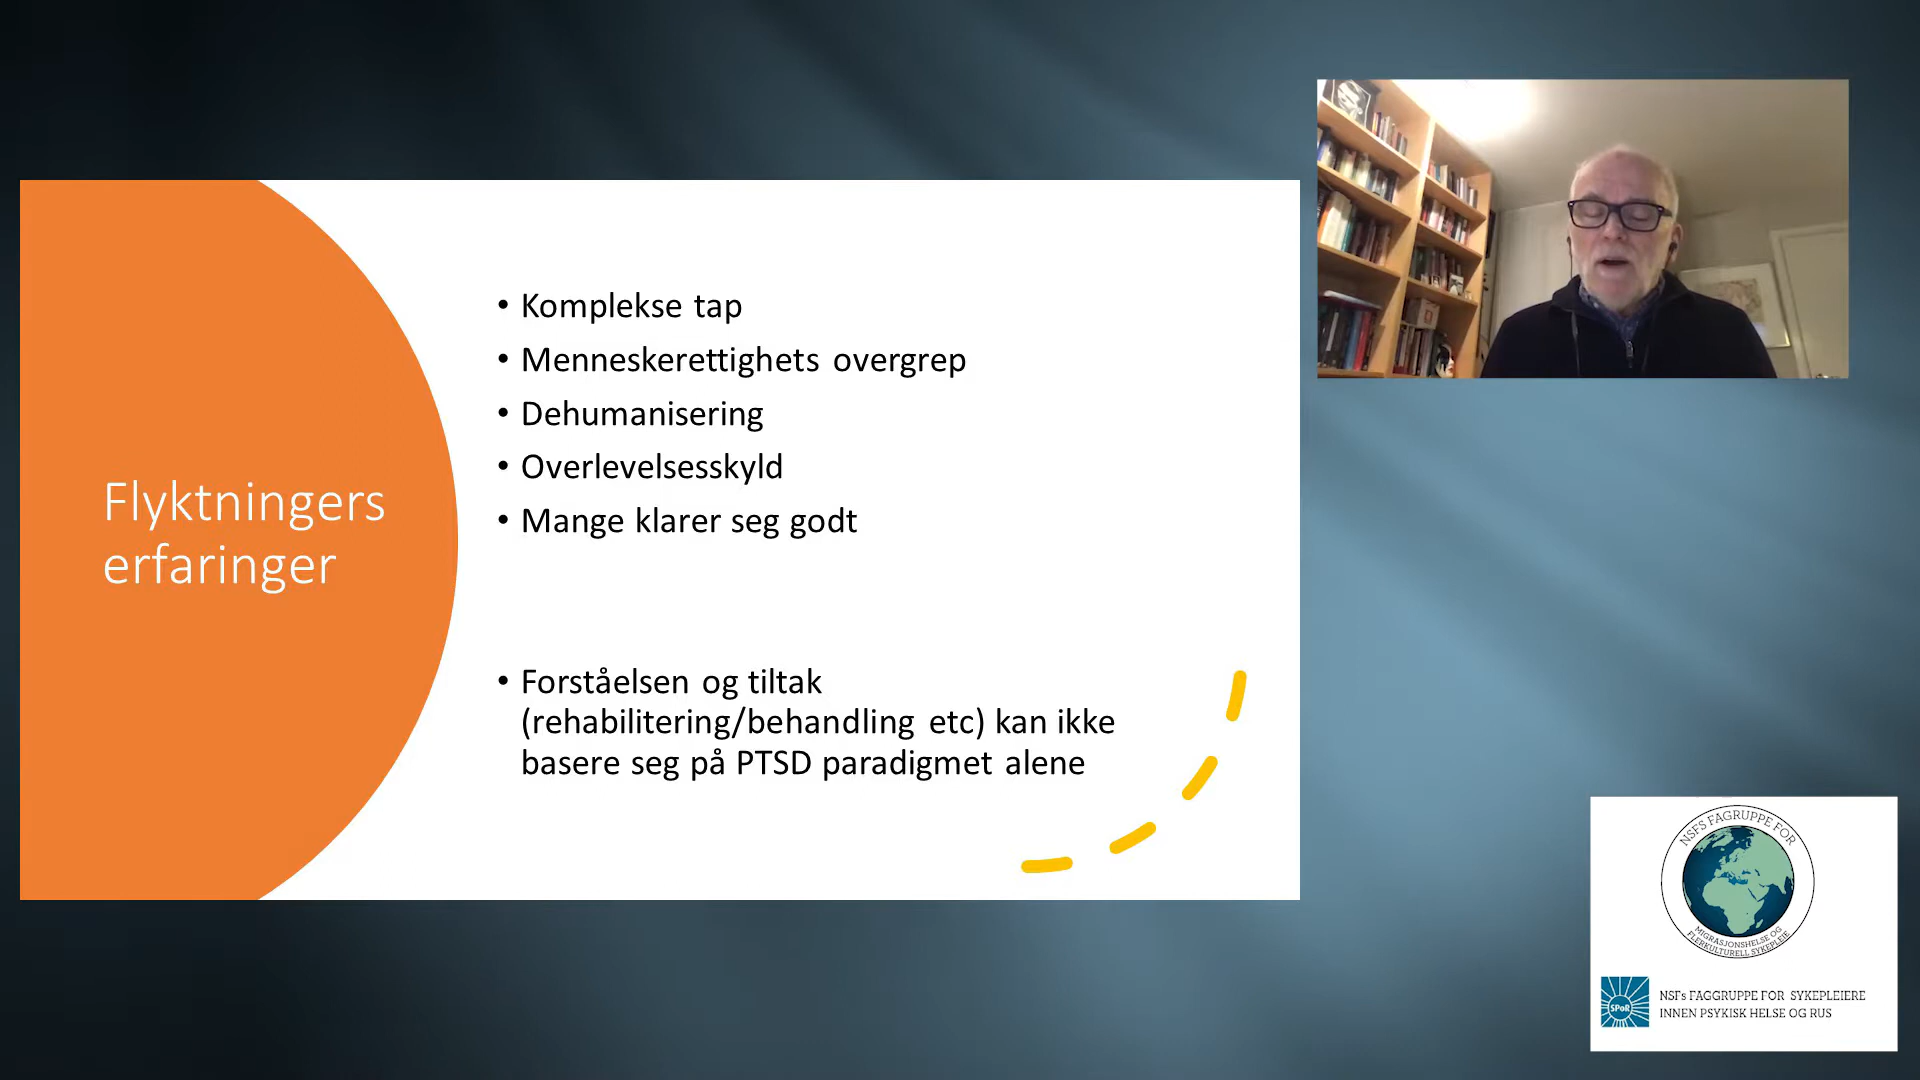 Flyktningers
erfaringer
• Komplekse tap
• Menneskerettighets overgrep
• Dehumanisering
• Overlevelsesskyld
• Mange klarer seg godt
• Forståelsen og tiltak
(rehabilitering/behandling etc) kan ikke
basere seg på PTSD paradigmet alene
NSFS FAGRUPPE FOR
MIGRASJONSHELSE OG
FLERKULTURELL SYKEPLEIE
SPoR
NSFs FAGGRUPPE FOR SYKEPLEIERE
INNEN PSYKISK HELSE OG RUS